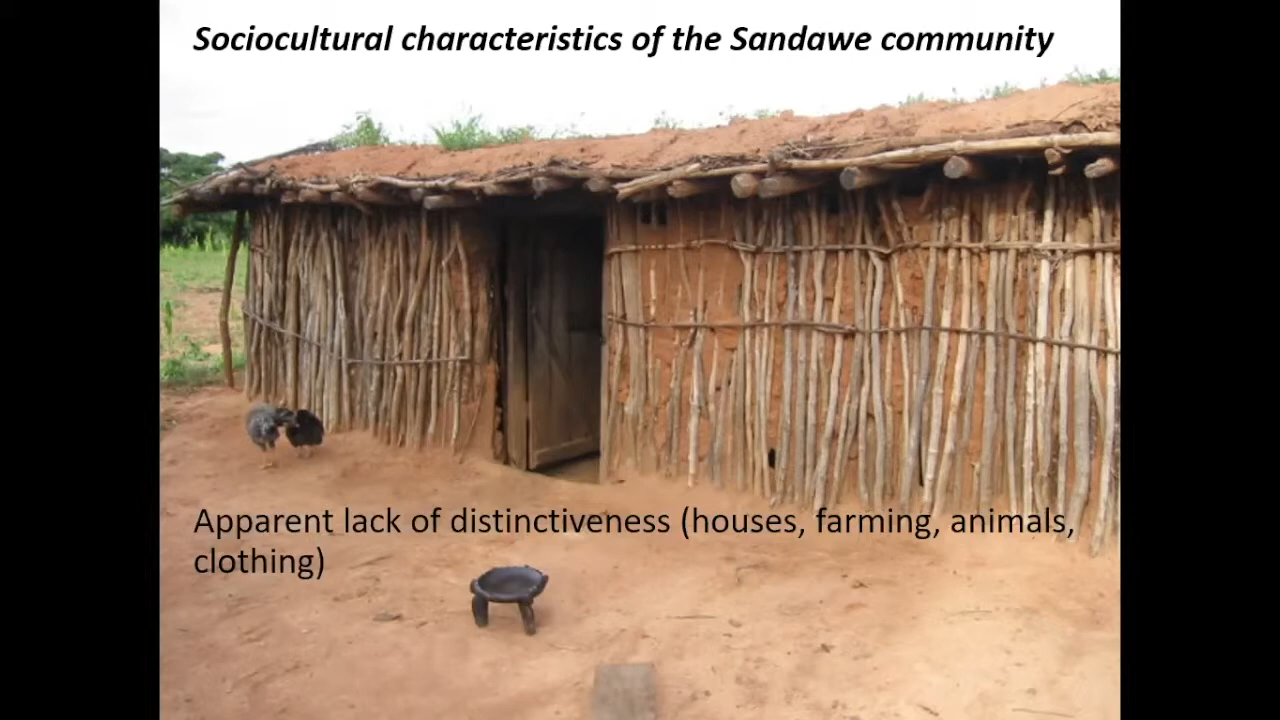 Sociocultural characteristics of the Sandawe community
Apparent lack of distinctiveness (houses, farming, animals,
clothing)